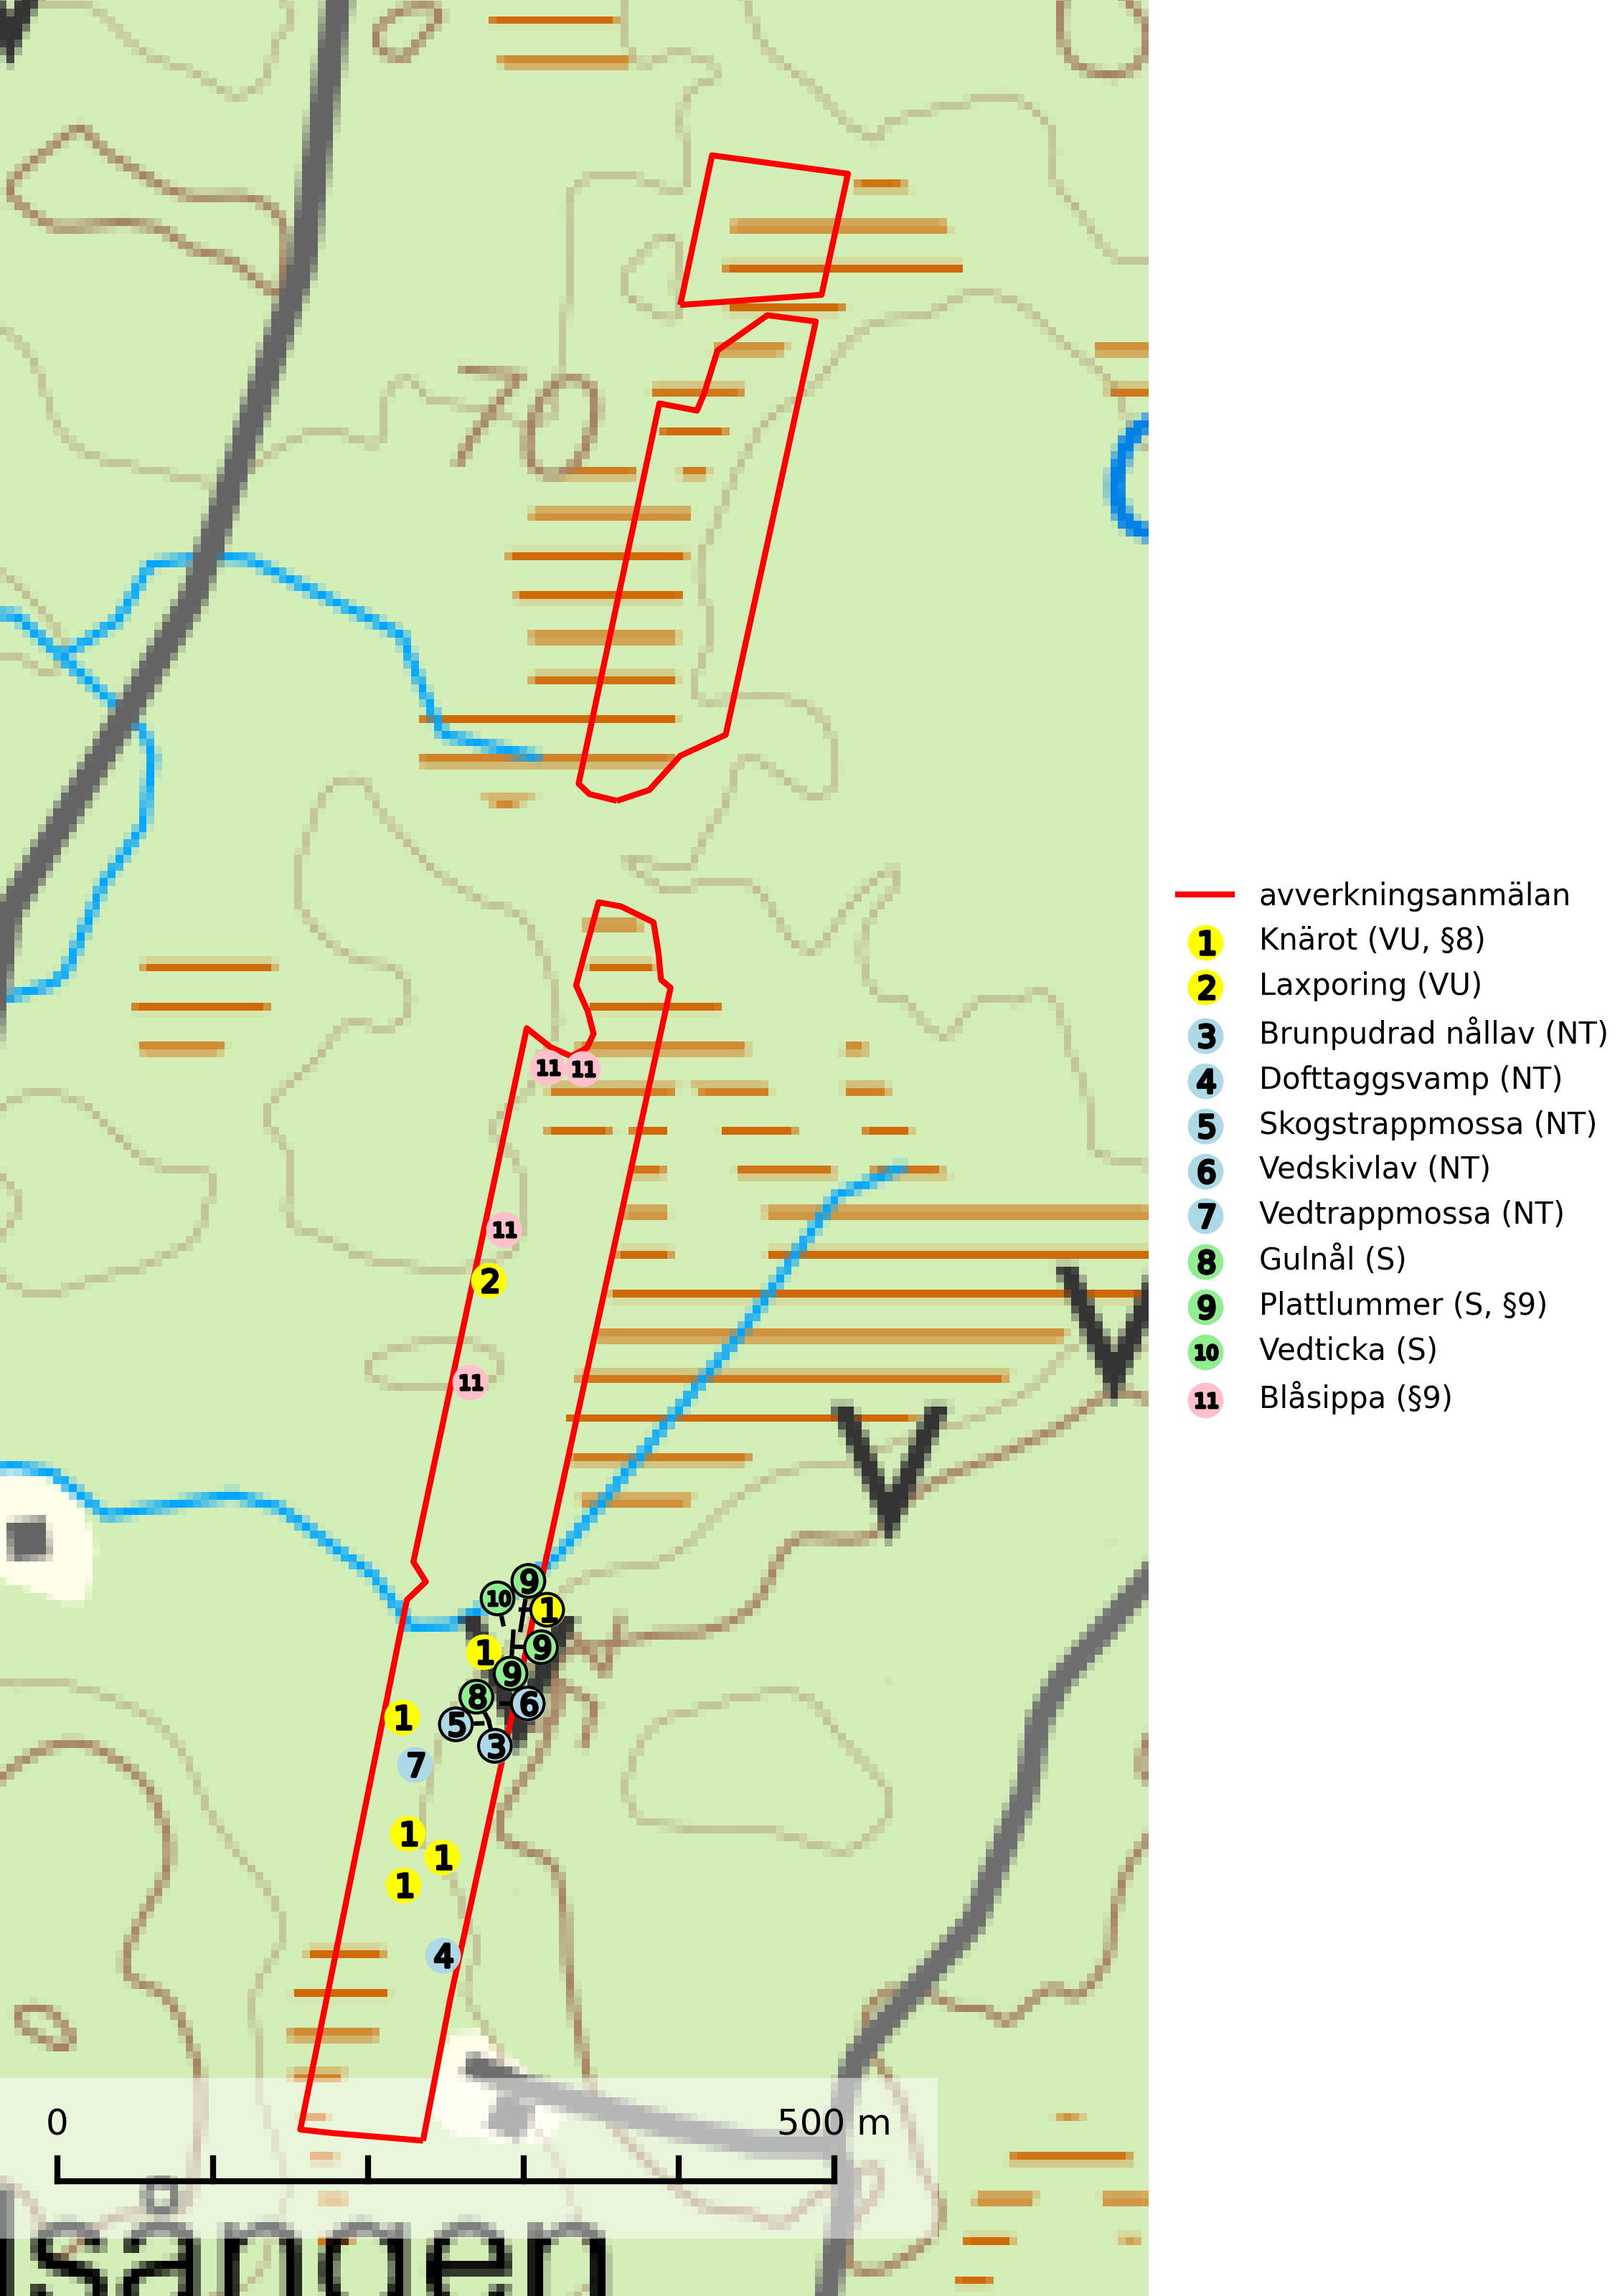 70
avverkningsanmälan
1 Knärot (VU, §8)
2 Laxporing (VU)
3 Brunpudrad nållav (NT)
4 Dofttaggsvamp (NT)
5 Skogstrappmossa (NT)
6 Vedskivlav (NT)
7 Vedtrappmossa (NT)
8 Gulnål (S)
9 Plattlummer (S, §9)
10 Vedticka (S)
11 Blåsippa (§9)
11 11
11
2
11
9
10 1
1 9
9
8 6
1 5
3
7
1
1
1
4
0 500 m
sången